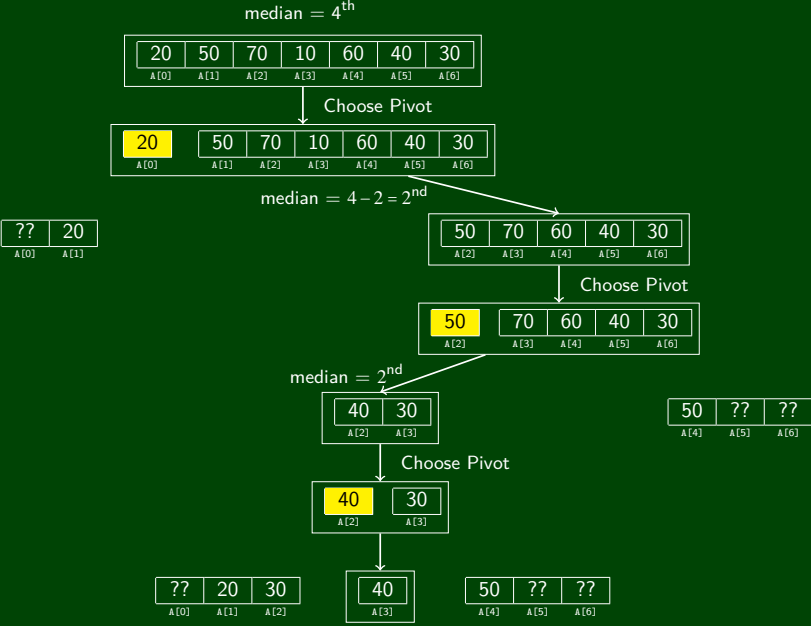 median = 4th
20 50 70 10 60 40 30
A[0] A[1] A[2] A[3] A[4] A[5] A[6]
Choose Pivot
20 50 70 10 60 40 30
A[0] A[1] A[2] A[3] A[4] A[5] A[6]
median = 4 – 2 = 2nd
?? 20
A[0] A[1]
50 70 60 40 30
A[2] A[3] A[4] A[5] A[6]
Choose Pivot
50 70 60 40 30
A[2] A[3] A[4] A[5] A[6]
median = 2nd
40 30
A[2] A[3]
50 ?? ??
A[4] A[5] A[6]
Choose Pivot
40 30
A[2] A[3]
?? 20 30 40 50 ?? ??
A[0] A[1] A[2] A[3] A[4] A[5] A[6]